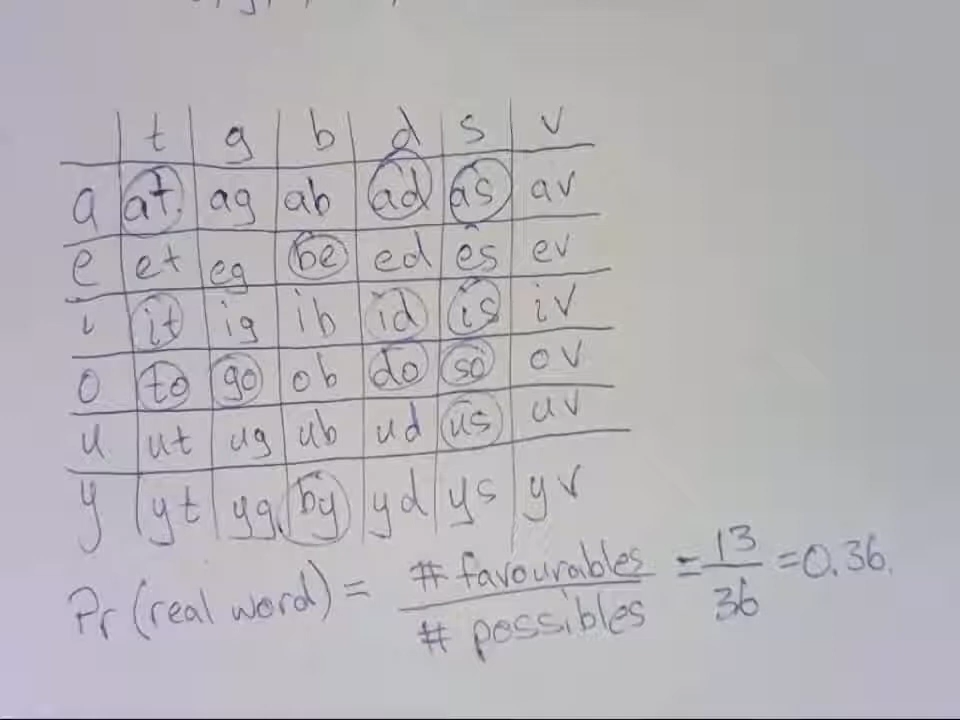 t g b d s v
a at ag ab ad as av
e et eg be ed es ev
i it ig ib id is iv
o to go ob do so ov
u ut ug ub ud us uv
y yt yg by yd ys yv
Pr (real word) = # favourables / # possibles = 13 / 36 = 0.36.